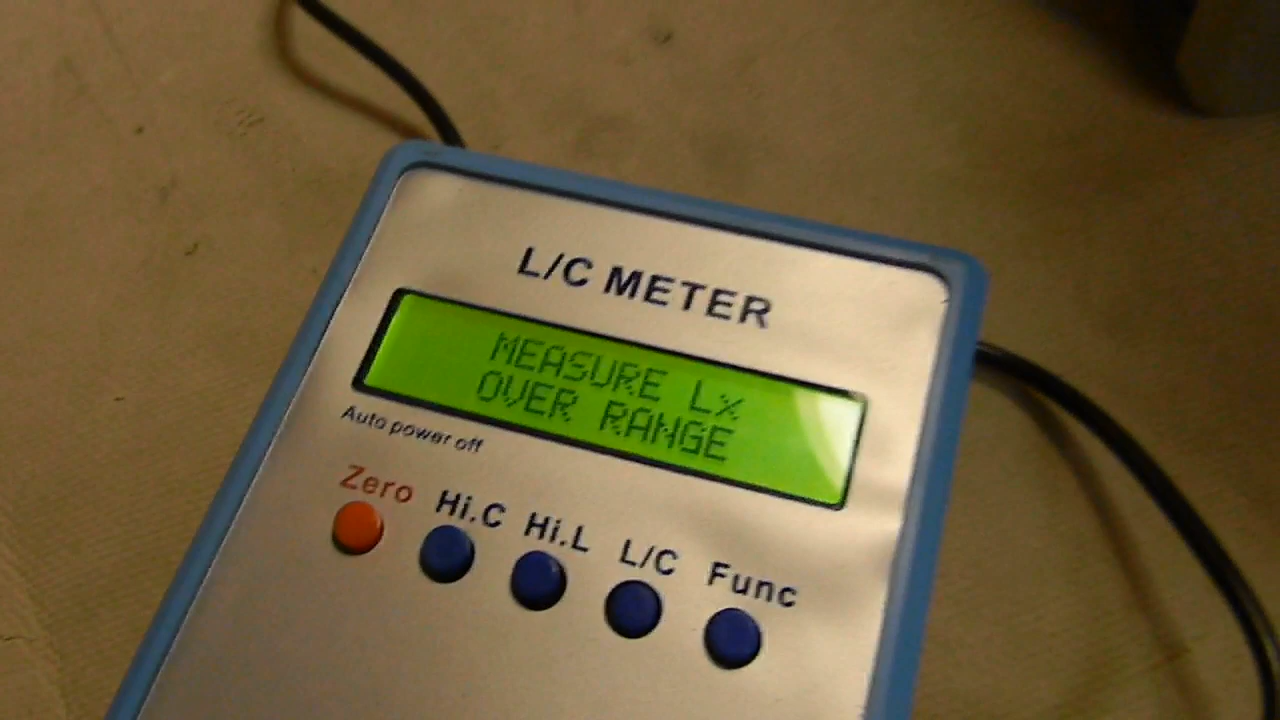 L/C METER
MEASURE Lx
OVER RANGE
Auto power off
Zero Hi.C Hi.L L/C Func